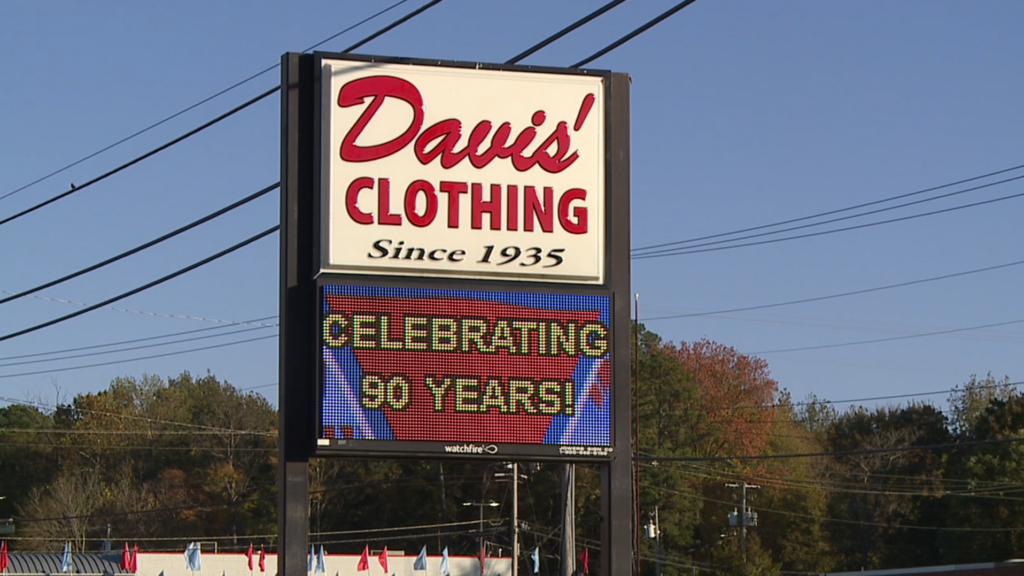 Davis'
CLOTHING
Since 1935
CELEBRATING
90 YEARS!
watchfire